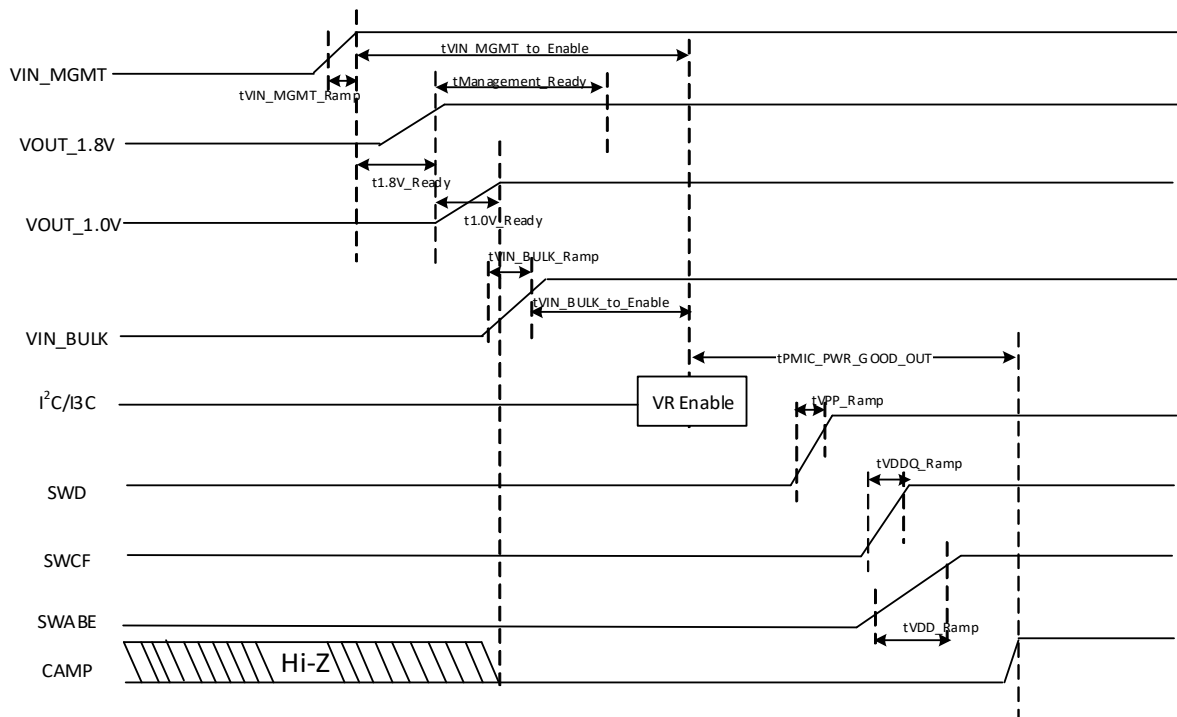 tVIN_MGMT_to_Enable
VIN_MGMT
tManagement_Ready
tVIN_MGMT_Ramp
VOUT_1.8V
t1.8V_Ready
VOUT_1.0V
t1.0V_Ready
tVIN_BULK_Ramp
tVIN_BULK_to_Enable
VIN_BULK
tPMIC_PWR_GOOD_OUT
I²C/I3C
VR Enable
tVPP_Ramp
tVDDQ_Ramp
SWD
SWCF
SWABE
tVDD_Ramp
CAMP
Hi-Z